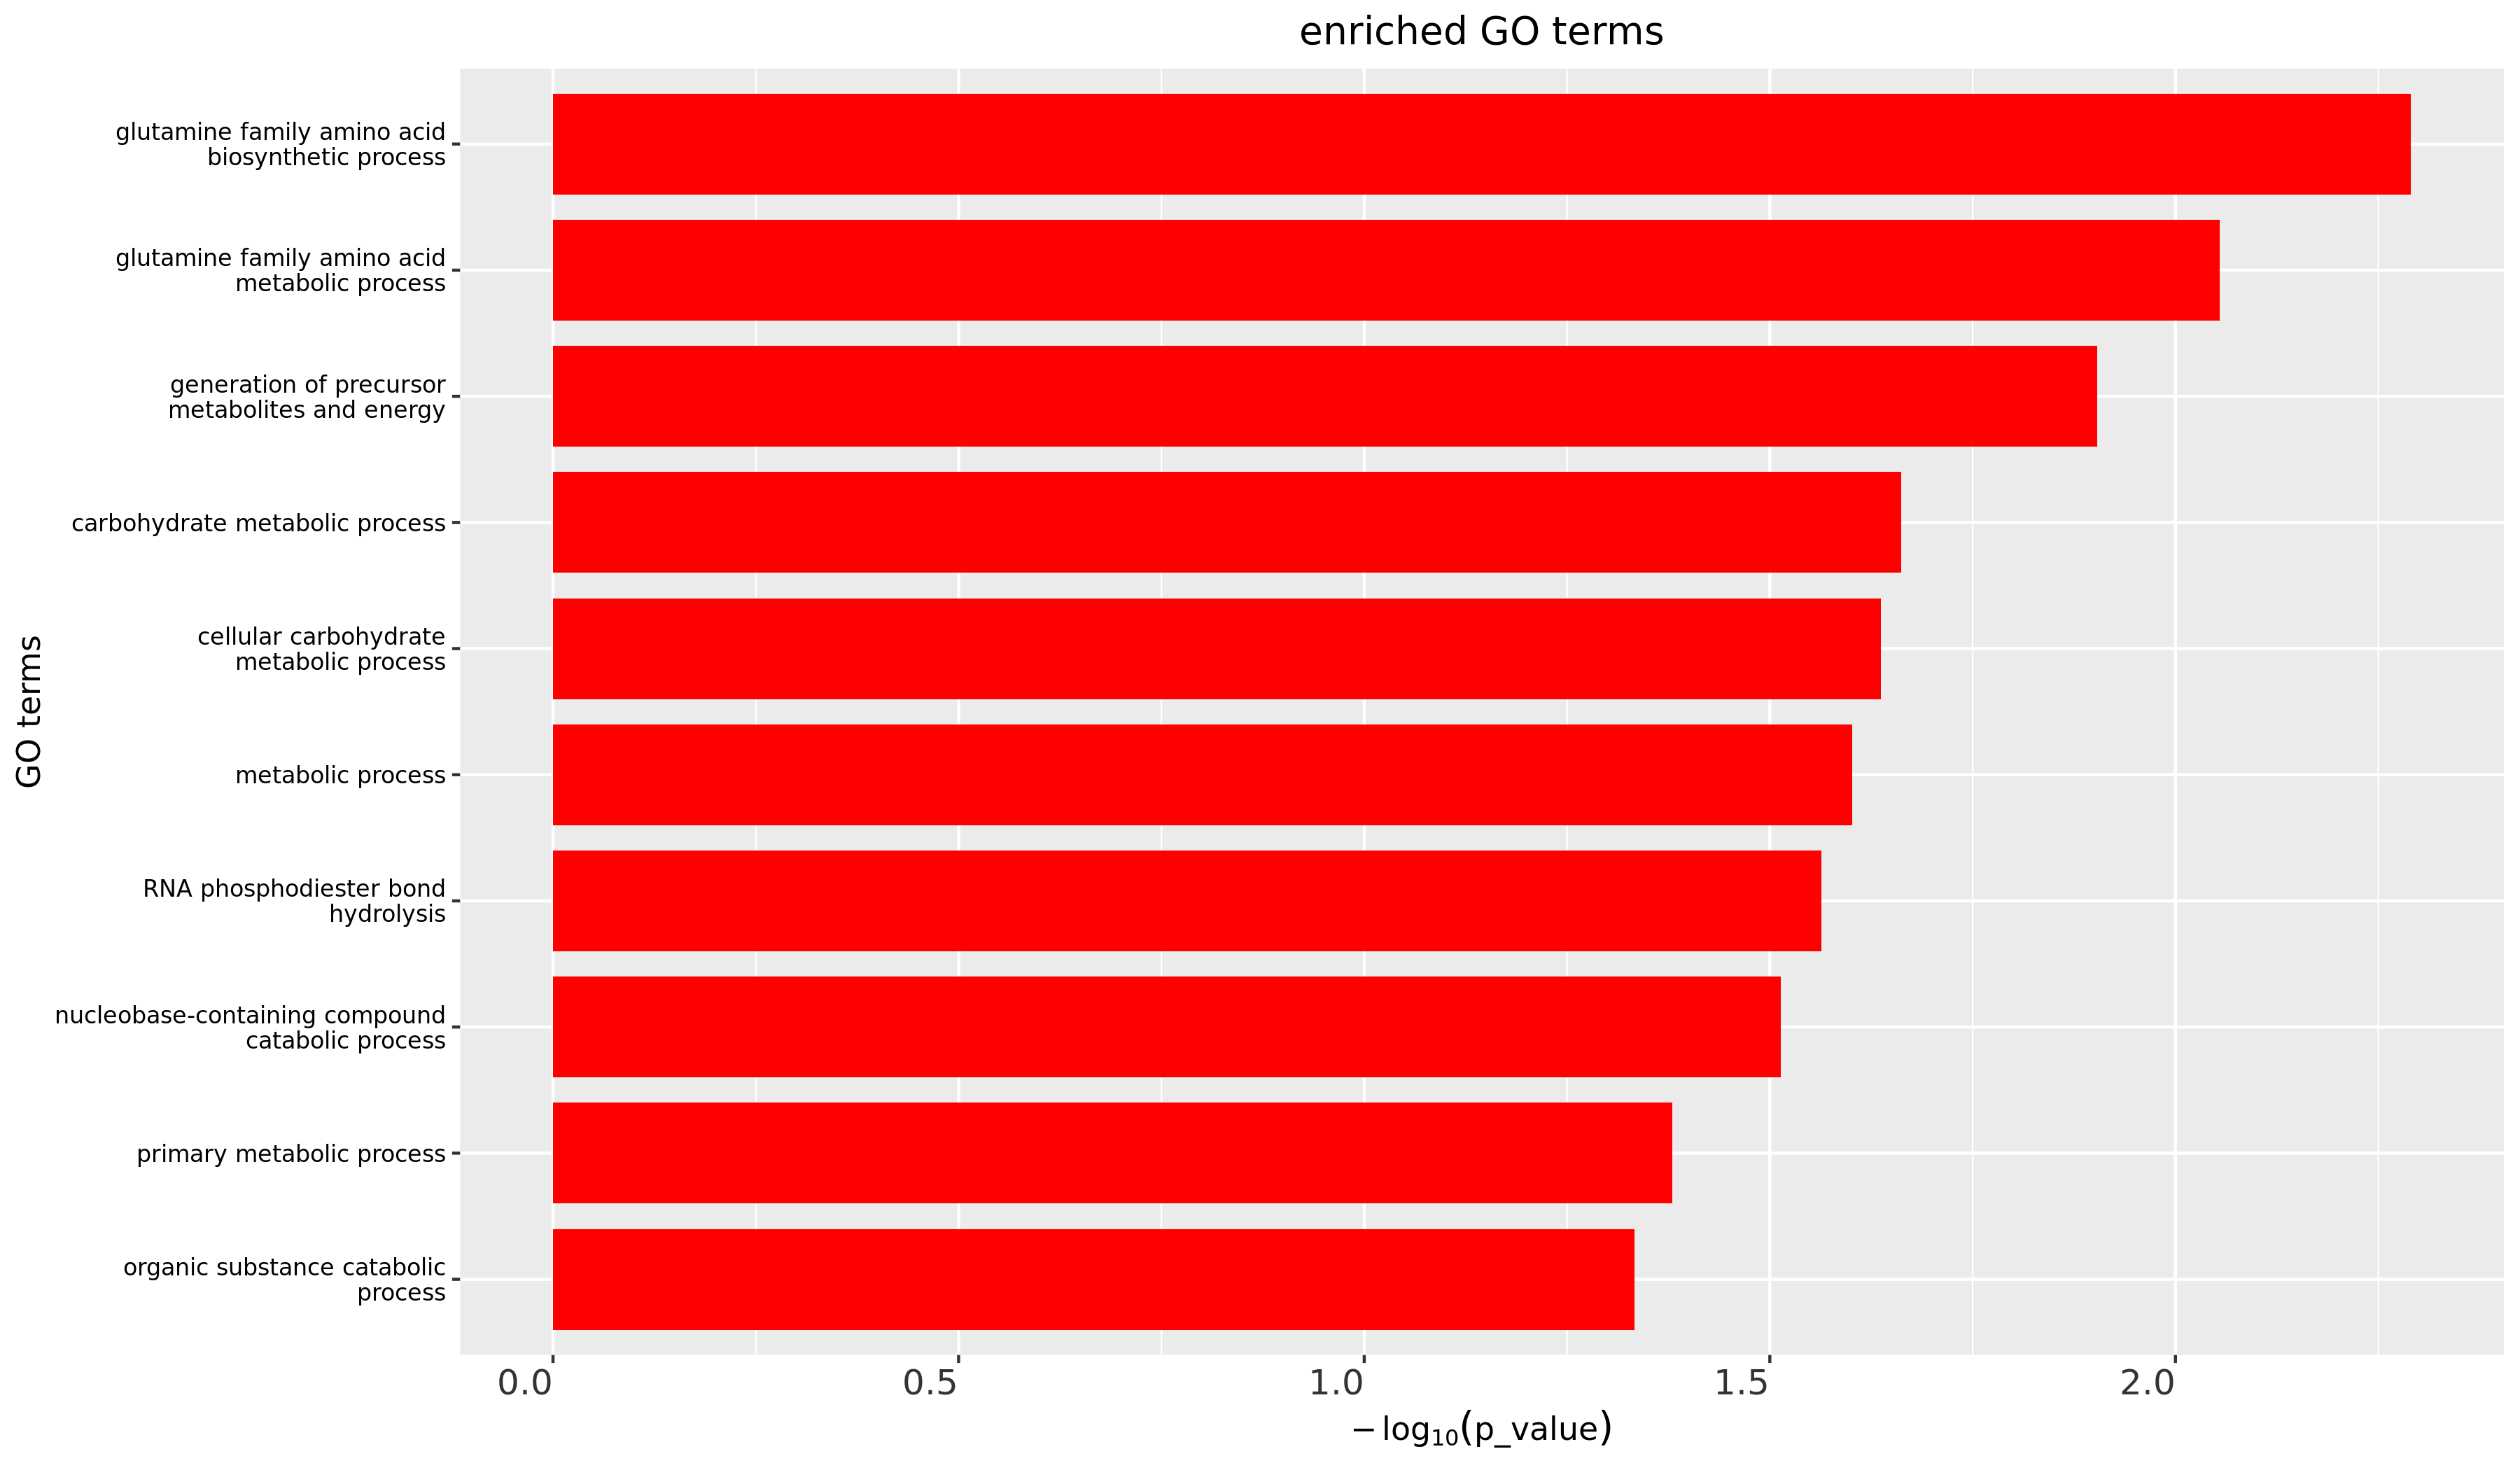 enriched GO terms
glutamine family amino acid
biosynthetic process
glutamine family amino acid
metabolic process
generation of precursor
metabolites and energy
carbohydrate metabolic process
cellular carbohydrate
metabolic process
metabolic process
RNA phosphodiester bond
hydrolysis
nucleobase-containing compound
catabolic process
primary metabolic process
organic substance catabolic
process
GO terms
0.0 0.5 1.0 1.5 2.0
−log₁₀(p_value)